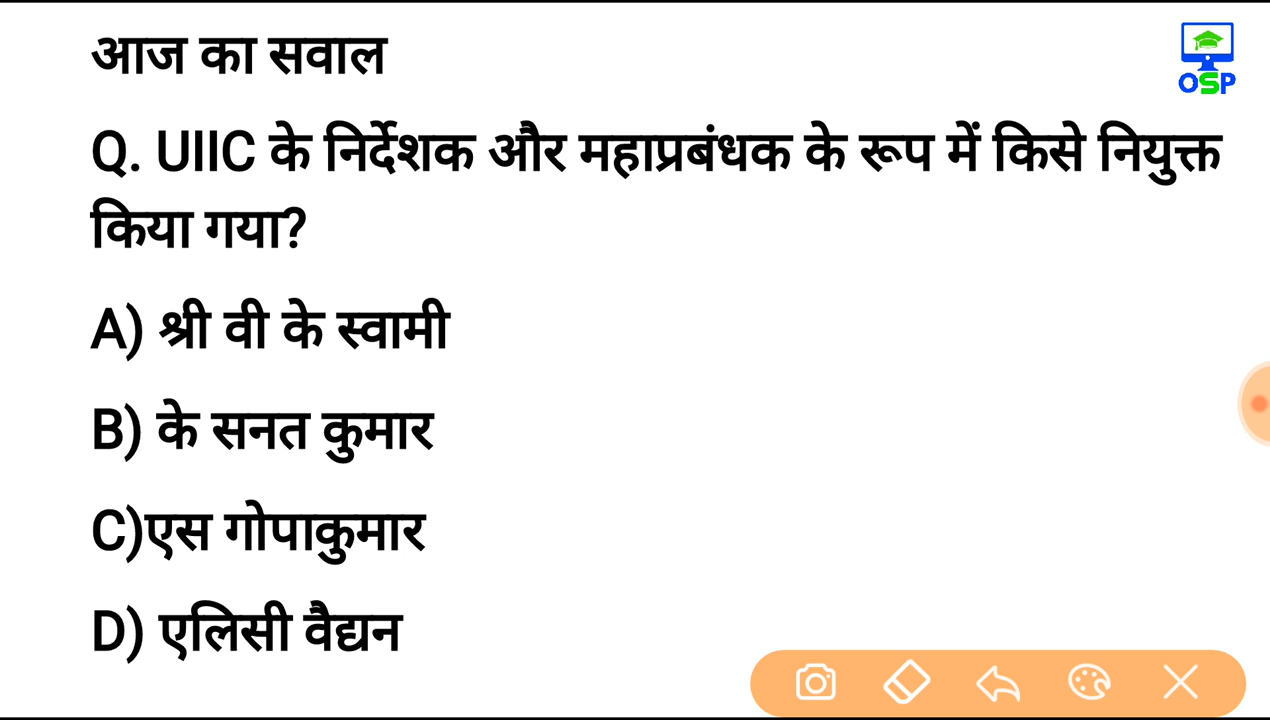 आज का सवाल
OSP
Q. UIIC के निर्देशक और महाप्रबंधक के रूप में किसे नियुक्त
किया गया?
A) श्री वी के स्वामी
B) के सनत कुमार
C)एस गोपाकुमार
D) एलिसी वैद्यन